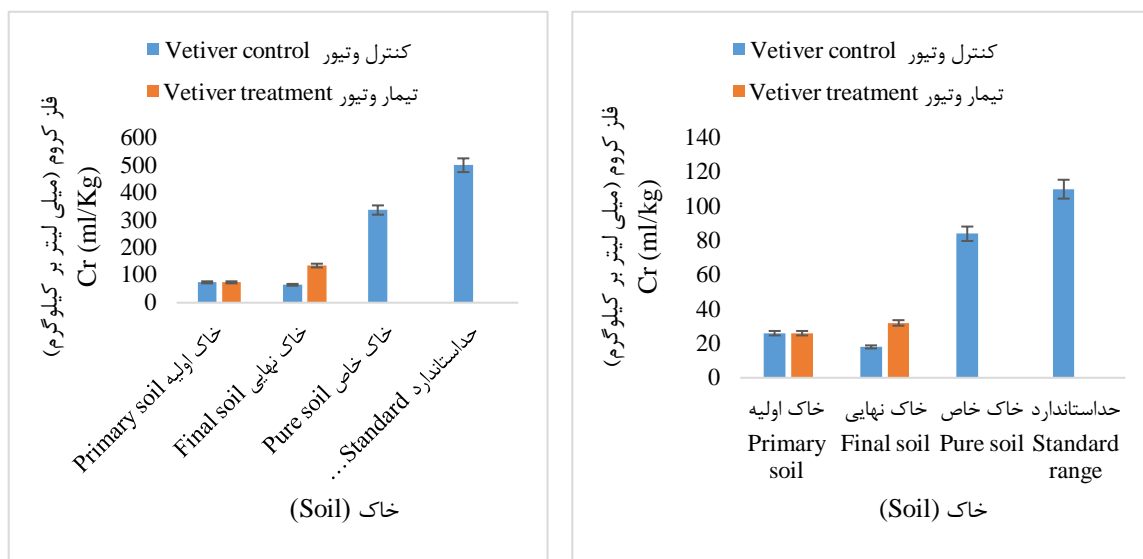 Vetiver control کنترل وتیور
Vetiver treatment تیمار وتیور
فلز کروم (میلی لیتر بر کیلوگرم)
Cr (ml/Kg)
600
500
400
300
200
100
0
Primary soil خاک اولیه
Final soil خاک نهایی
Pure soil خاک خاص
…Standard حداستاندارد
خاک (Soil)
Vetiver control کنترل وتیور
Vetiver treatment تیمار وتیور
فلز کروم (میلی لیتر بر کیلوگرم)
Cr (ml/kg)
140
120
100
80
60
40
20
0
خاک اولیه
Primary
soil
خاک نهایی
Final soil
خاک خاص
Pure soil
حداستاندارد
Standard
range
خاک (Soil)